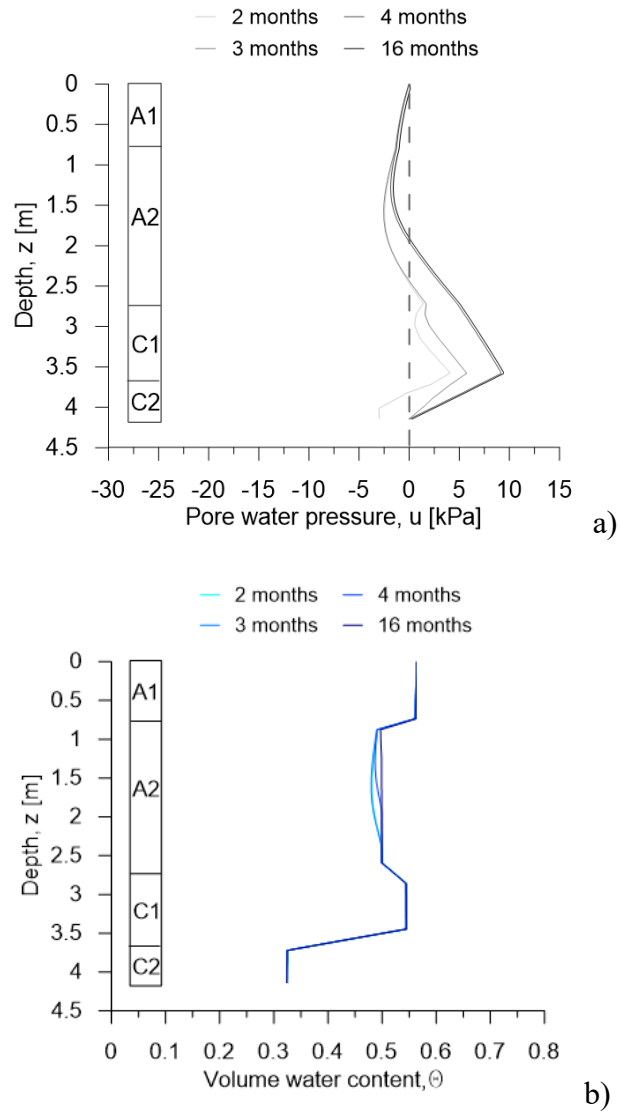 2 months
4 months
3 months
16 months
0
0.5
1
1.5
2
2.5
3
3.5
4
4.5
Depth, z [m]
A1
A2
C1
C2
-30 -25 -20 -15 -10 -5 0 5 10 15
Pore water pressure, u [kPa]
a)
2 months
4 months
3 months
16 months
0
0.5
1
1.5
2
2.5
3
3.5
4
4.5
Depth, z [m]
A1
A2
C1
C2
0 0.1 0.2 0.3 0.4 0.5 0.6 0.7 0.8
Volume water content,Θ
b)